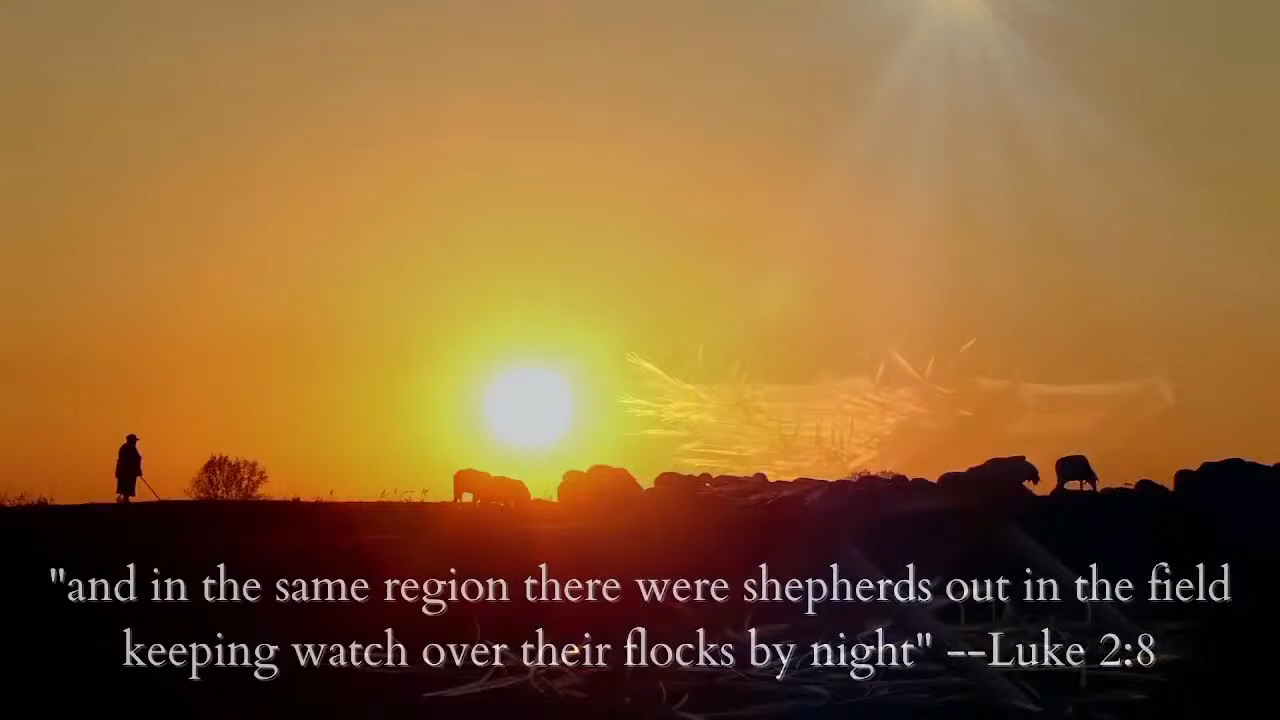 "and in the same region there were shepherds out in the field
keeping watch over their flocks by night" --Luke 2:8